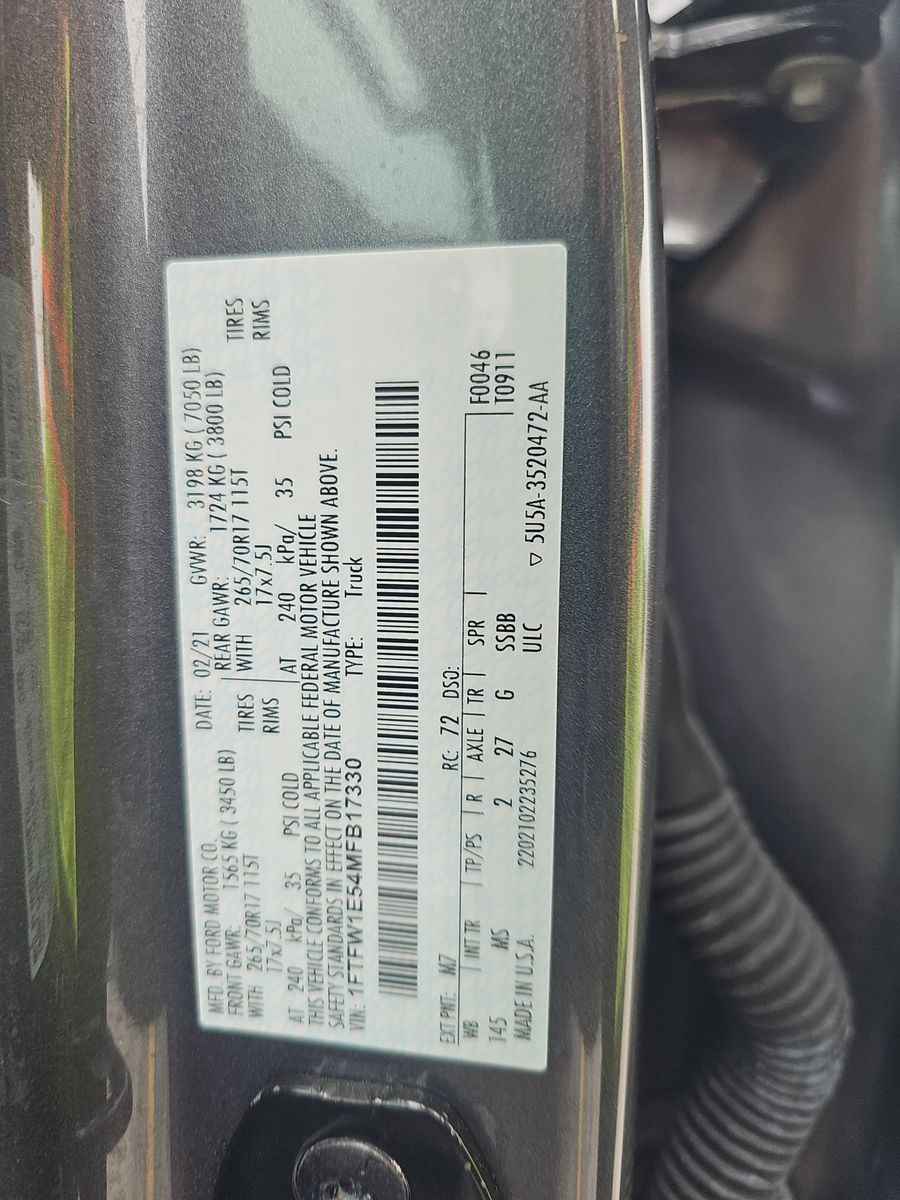 MFD. BY FORD MOTOR CO.
DATE: 02/21 GVWR: 3198 KG ( 7050 LB)
FRONT GAWR: 1565 KG ( 3450 LB)
REAR GAWR: 1724 KG ( 3800 LB)
WITH 265/70R17 115T TIRES
WITH 265/70R17 115T TIRES
17x7.5J RIMS
17x7.5J RIMS
AT 240 kPa/ 35 PSI COLD
AT 240 kPa/ 35 PSI COLD
THIS VEHICLE CONFORMS TO ALL APPLICABLE FEDERAL MOTOR VEHICLE
SAFETY STANDARDS IN EFFECT ON THE DATE OF MANUFACTURE SHOWN ABOVE.
VIN: 1FTFW1E54MFB17330 TYPE: Truck
EXT PNT: M7 RC: 72 DSO:
WB INT TR TP/PS R AXLE TR SPR F0046
145 MS 2 27 G SSBB T0911
MADE IN U.S.A. 2202102235276 ULC ▽ 5U5A-3520472-AA